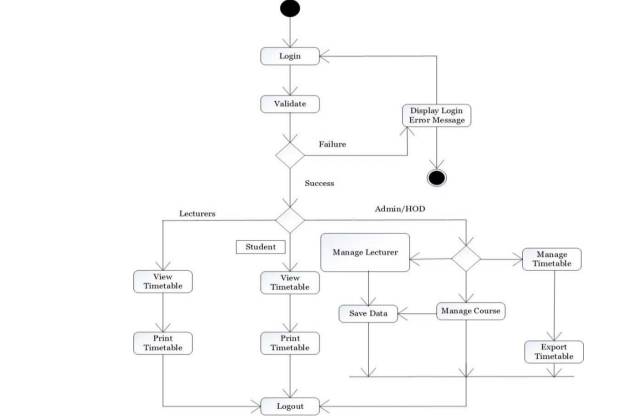 Login
Validate
Display Login
Error Message
Failure
Success
Lecturers
Admin/HOD
Student
Manage Lecturer
Manage
Timetable
View
Timetable
View
Timetable
Save Data
Manage Course
Print
Timetable
Print
Timetable
Export
Timetable
Logout